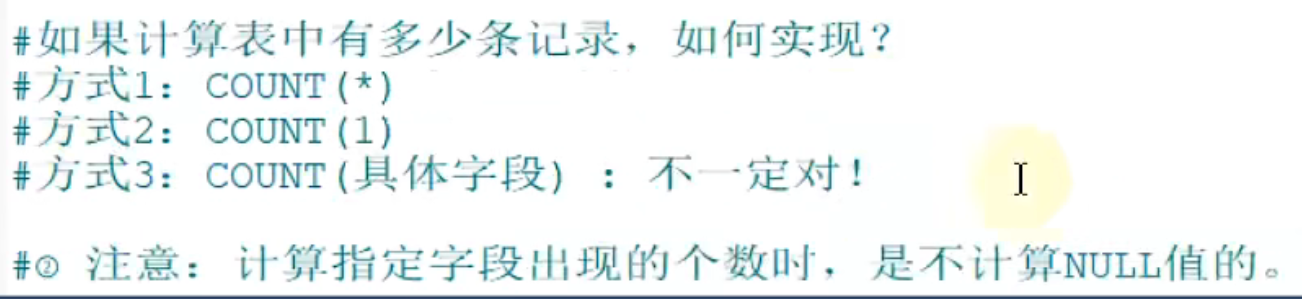 #如果计算表中有多少条记录，如何实现？
#方式1：COUNT(*)
#方式2：COUNT(1)
#方式3：COUNT(具体字段) : 不一定对！
#② 注意：计算指定字段出现的个数时，是不计算NULL值的。